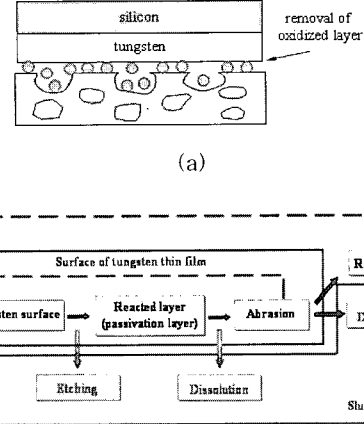 silicon
tungsten
removal of
oxidized layer
(a)
Surface of tungsten thin film
sten surface
Reacted layer
(passivation layer)
Abrasion
R
D
Etching
Dissolution
Slu